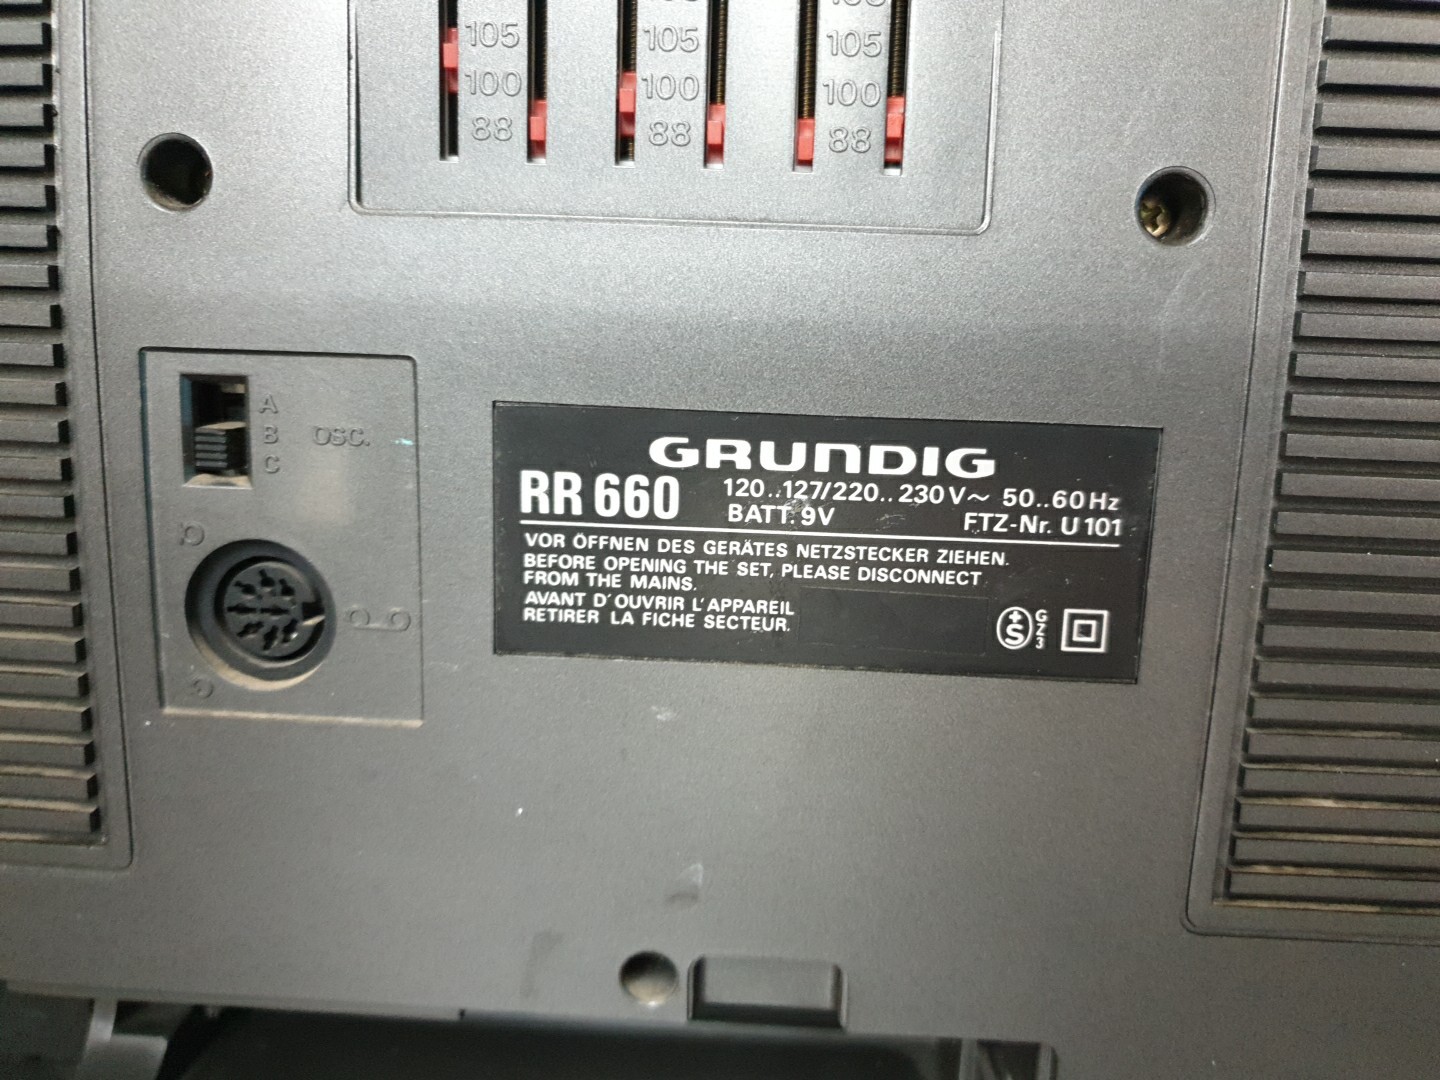 105 105 105
100 100 100
88 88 88
A
B OSC.
C
GRUNDIG
RR 660 120..127/220..230V~ 50..60Hz
BATT. 9V FTZ-Nr. U 101
VOR ÖFFNEN DES GERÄTES NETZSTECKER ZIEHEN.
BEFORE OPENING THE SET, PLEASE DISCONNECT
FROM THE MAINS.
AVANT D'OUVRIR L'APPAREIL
RETIRER LA FICHE SECTEUR.
+S GZ3